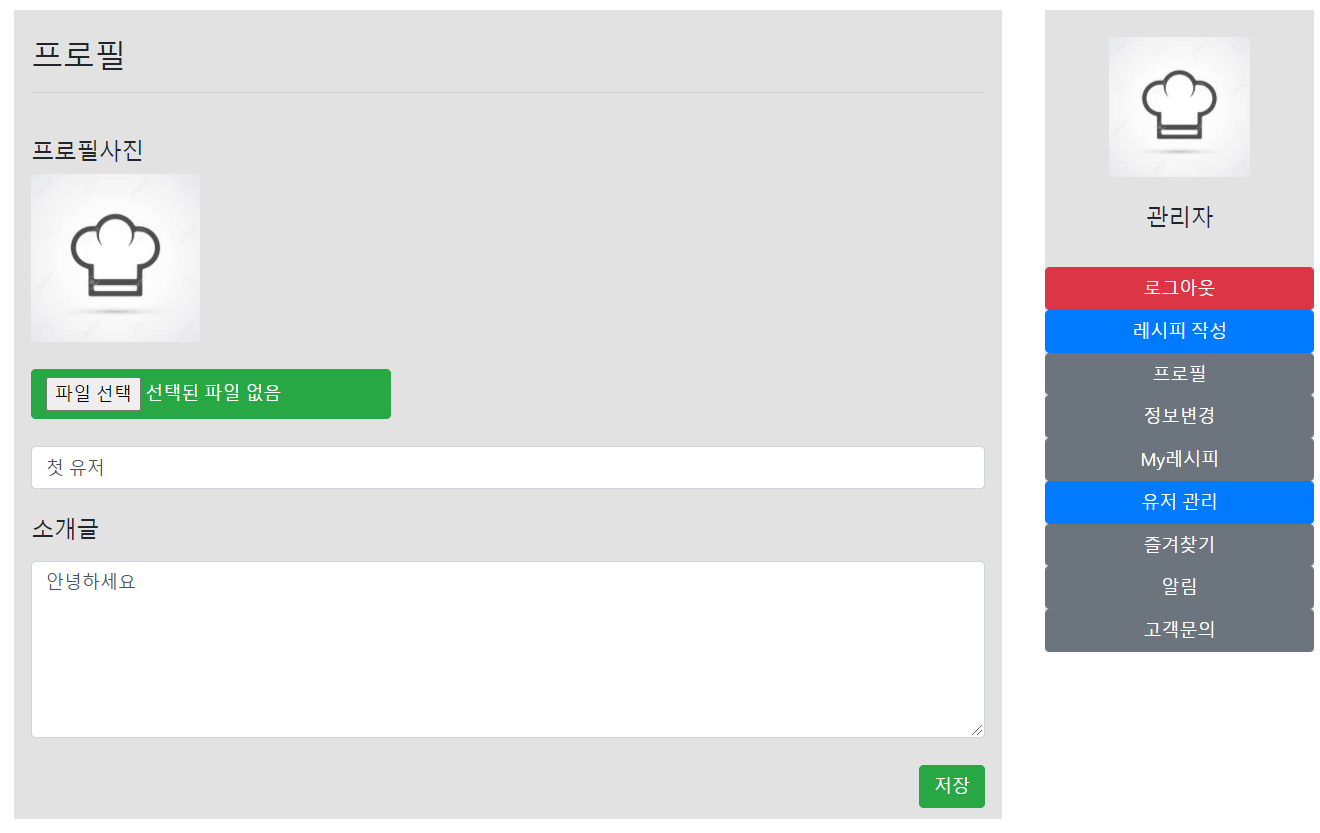 프로필
프로필사진
파일 선택 선택된 파일 없음
첫 유저
소개글
안녕하세요
저장
관리자
로그아웃
레시피 작성
프로필
정보변경
My레시피
유저 관리
즐겨찾기
알림
고객문의